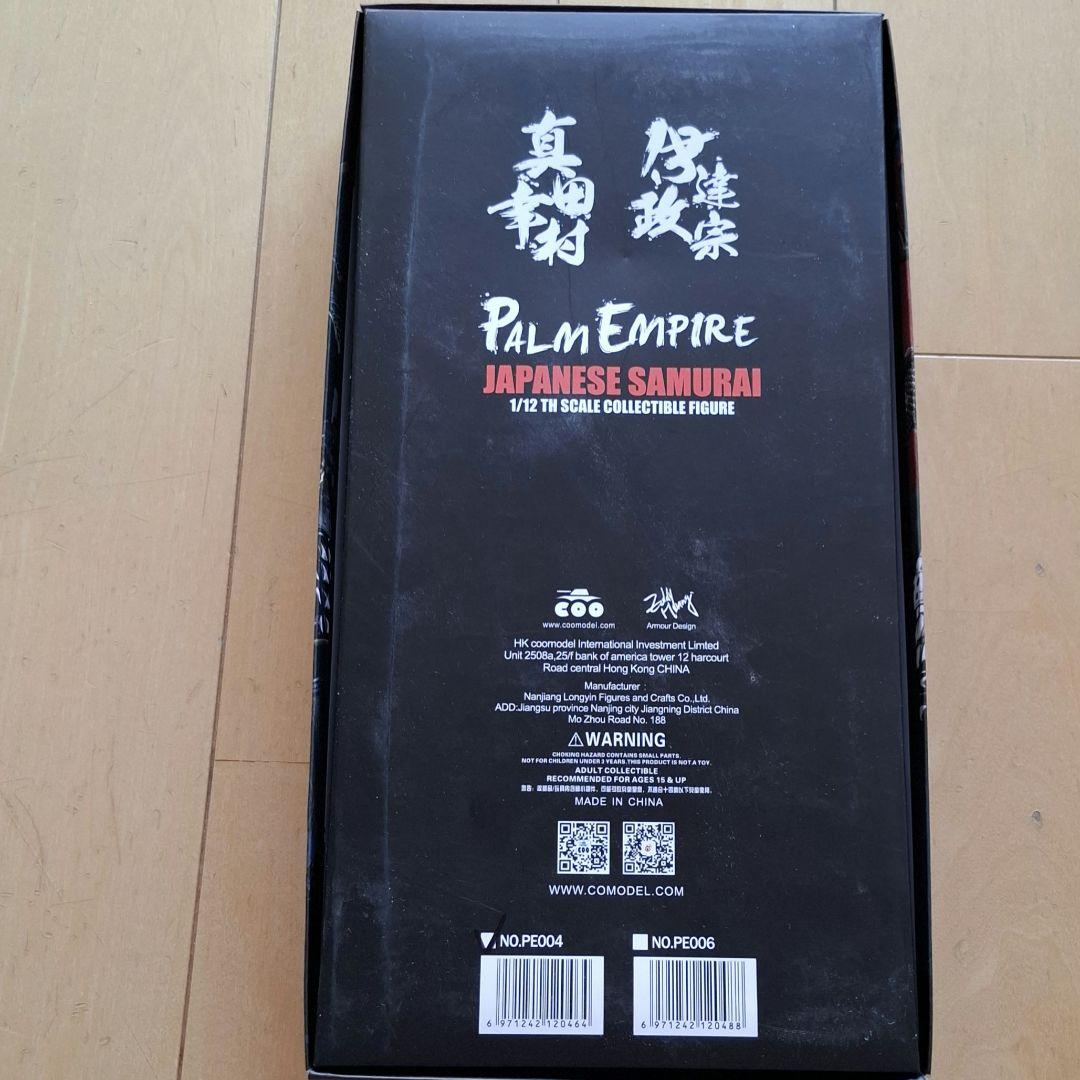 真田幸村
伊達政宗
PALM EMPIRE
JAPANESE SAMURAI
1/12 TH SCALE COLLECTIBLE FIGURE
COO
www.coomodel.com
Armour Design
HK coomodel International Investment Limted
Unit 2508a,25/f bank of america tower 12 harcourt
Road central Hong Kong CHINA
Manufacturer
Nanjiang Longyin Figures and Crafts Co.,Ltd.
ADD:Jiangsu province Nanjing city Jiangning District China
Mo Zhou Road No. 188
⚠WARNING
CHOKING HAZARD CONTAINS SMALL PARTS.
NOT FOR CHILDREN UNDER 3 YEARS.THIS PRODUCT IS NOT A TOY.
ADULT COLLECTIBLE
RECOMMENDED FOR AGES 15 & UP
MADE IN CHINA
WWW.COMODEL.COM
NO.PE004
NO.PE006
6 971242 120464
6 971242 120488